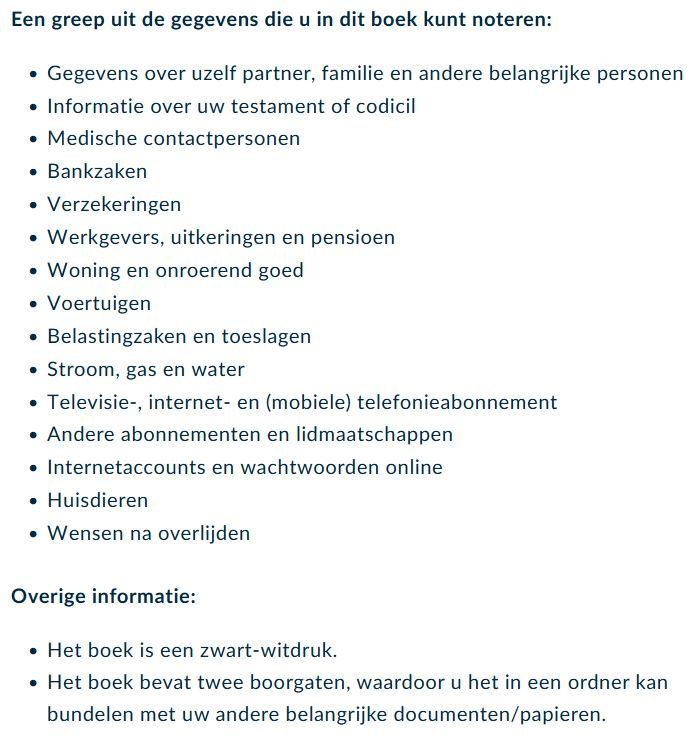 Een greep uit de gegevens die u in dit boek kunt noteren:
• Gegevens over uzelf partner, familie en andere belangrijke personen
• Informatie over uw testament of codicil
• Medische contactpersonen
• Bankzaken
• Verzekeringen
• Werkgevers, uitkeringen en pensioen
• Woning en onroerend goed
• Voertuigen
• Belastingzaken en toeslagen
• Stroom, gas en water
• Televisie-, internet- en (mobiele) telefonieabonnement
• Andere abonnementen en lidmaatschappen
• Internetaccounts en wachtwoorden online
• Huisdieren
• Wensen na overlijden
Overige informatie:
• Het boek is een zwart-witdruk.
• Het boek bevat twee boorgaten, waardoor u het in een ordner kan
bundelen met uw andere belangrijke documenten/papieren.